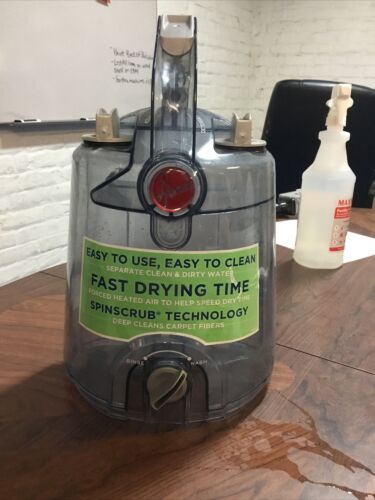 Hoover
EASY TO USE, EASY TO CLEAN
SEPARATE CLEAN & DIRTY WATER
FAST DRYING TIME
FORCED HEATED AIR TO HELP SPEED DRY TIME
SPINSCRUB® TECHNOLOGY
DEEP CLEANS CARPET FIBERS
RINSE
WASH